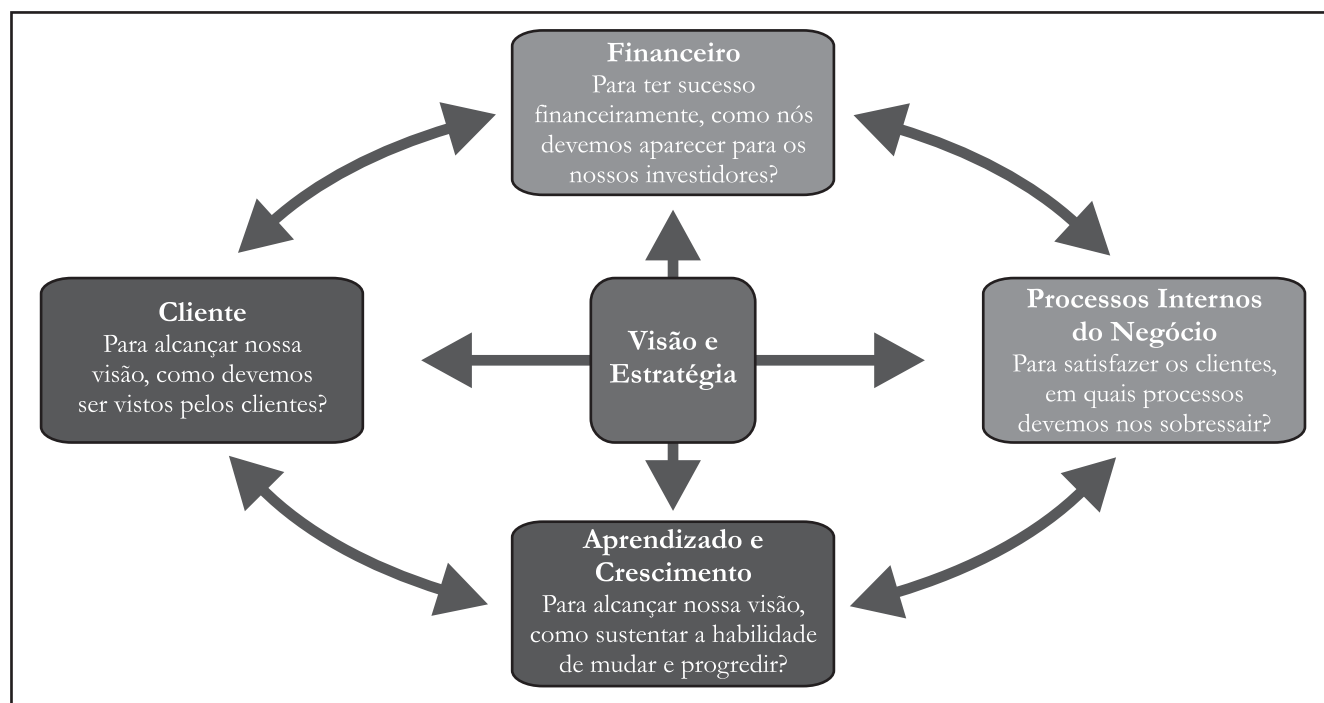 Financeiro
Para ter sucesso
financeiramente, como nós
devemos aparecer para os
nossos investidores?
Cliente
Para alcançar nossa
visão, como devemos
ser vistos pelos clientes?
Visão e
Estratégia
Processos Internos
do Negócio
Para satisfazer os clientes,
em quais processos
devemos nos sobressair?
Aprendizado e
Crescimento
Para alcançar nossa visão,
como sustentar a habilidade
de mudar e progredir?